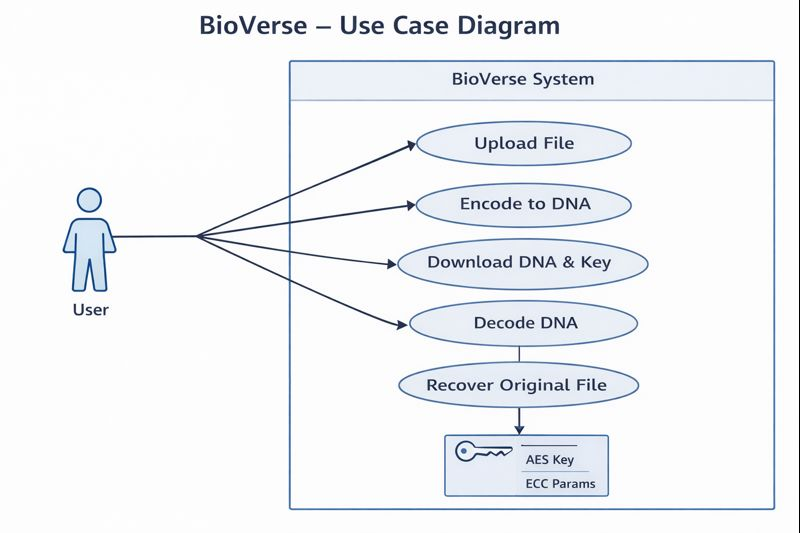 BioVerse – Use Case Diagram
BioVerse System
Upload File
Encode to DNA
Download DNA & Key
Decode DNA
User
Recover Original File
AES Key
ECC Params